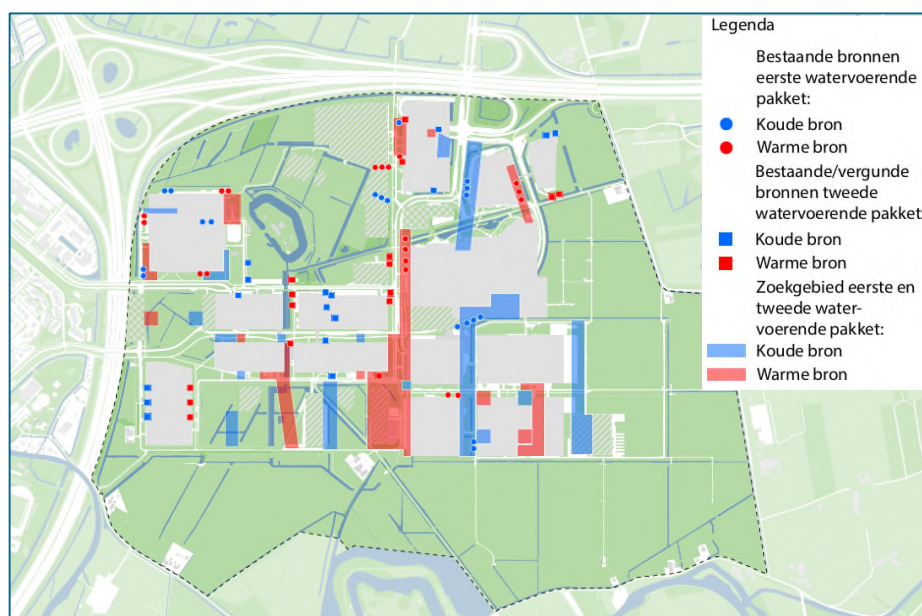 Legenda
Bestaande bronnen
eerste watervoerende
pakket:
Koude bron
Warme bron
Bestaande/vergunde
bronnen tweede
watervoerende pakket:
Koude bron
Warme bron
Zoekgebied eerste en
tweede water-
voerende pakket:
Koude bron
Warme bron